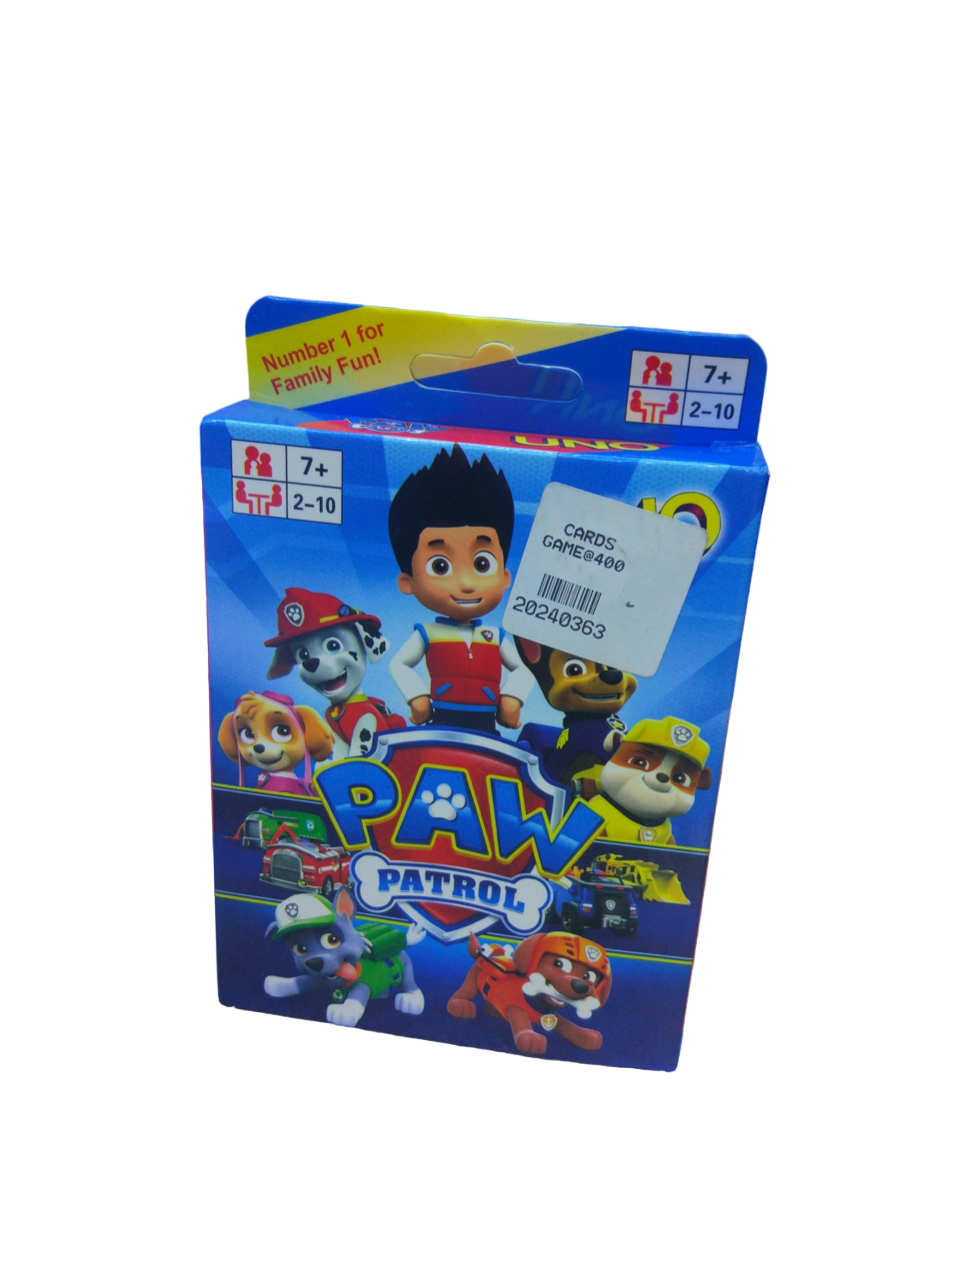 Number 1 for
Family Fun!
7+
2-10
UNO
7+
2-10
CARDS
GAME@400
20240363
PAW
PATROL